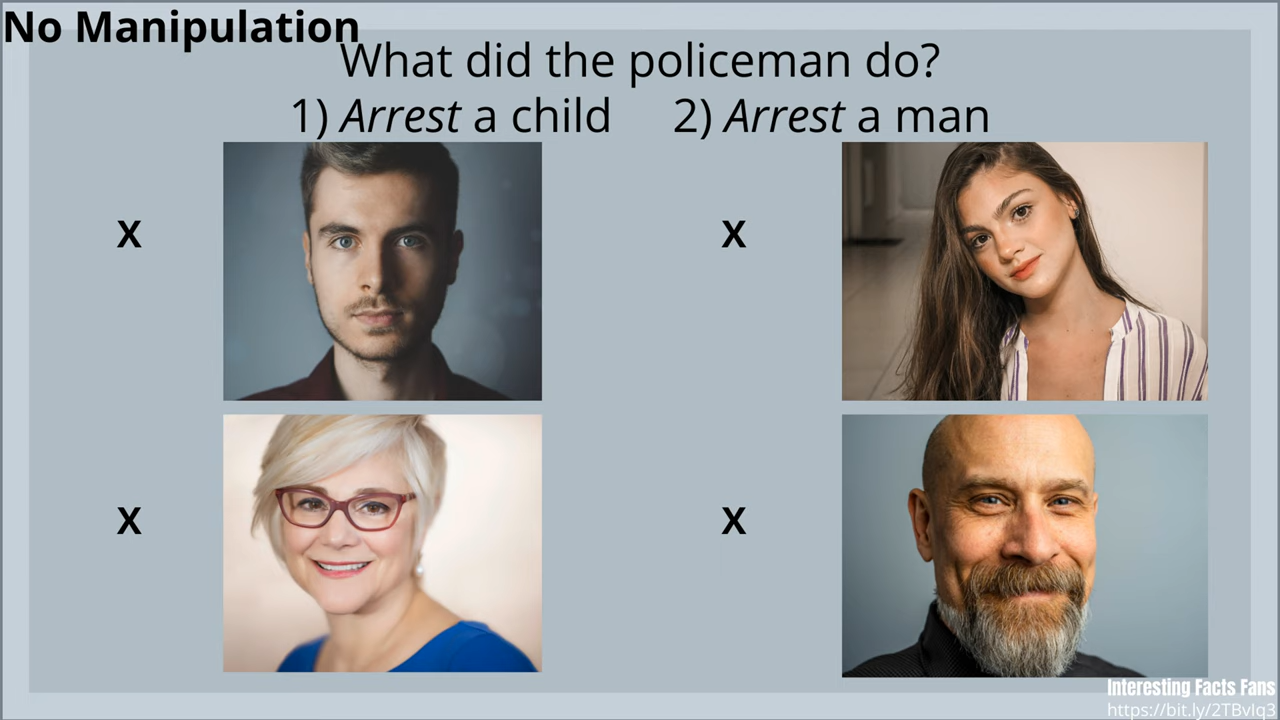 No Manipulation
What did the policeman do?
1) Arrest a child 2) Arrest a man
X X
X X
Interesting Facts Fans
https://bit.ly/2TBvIq3